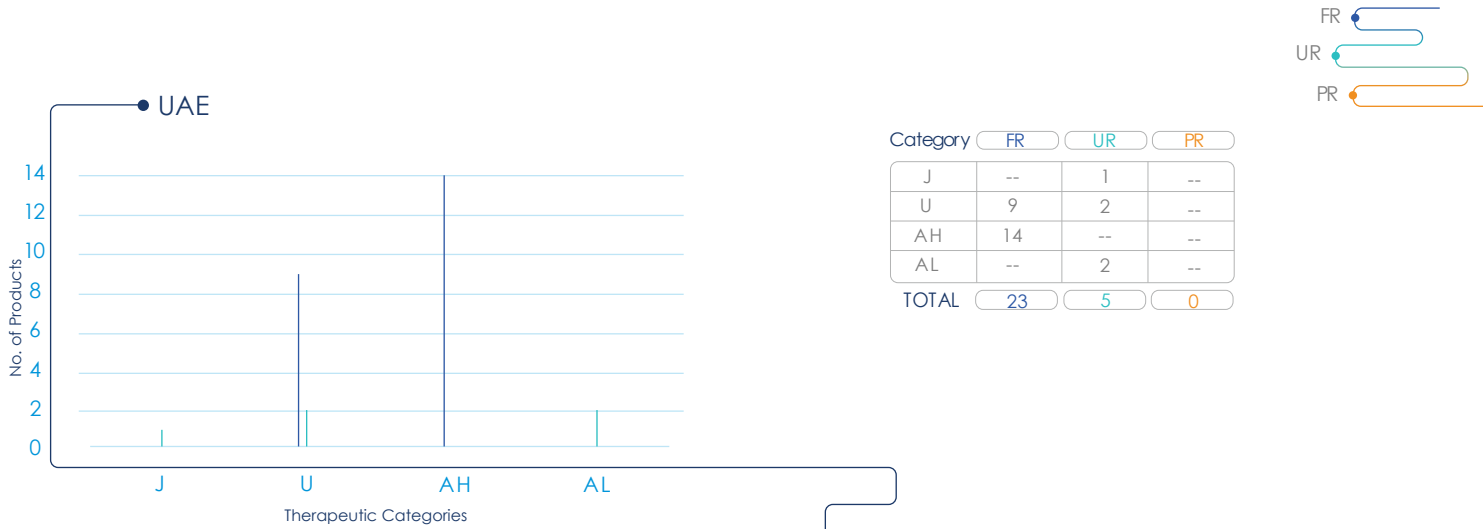 FR
UR
PR
UAE
14
12
10
8
6
4
2
0
No. of Products
J U AH AL
Therapeutic Categories
Category FR UR PR
J -- 1 --
U 9 2 --
AH 14 -- --
AL -- 2 --
TOTAL 23 5 0